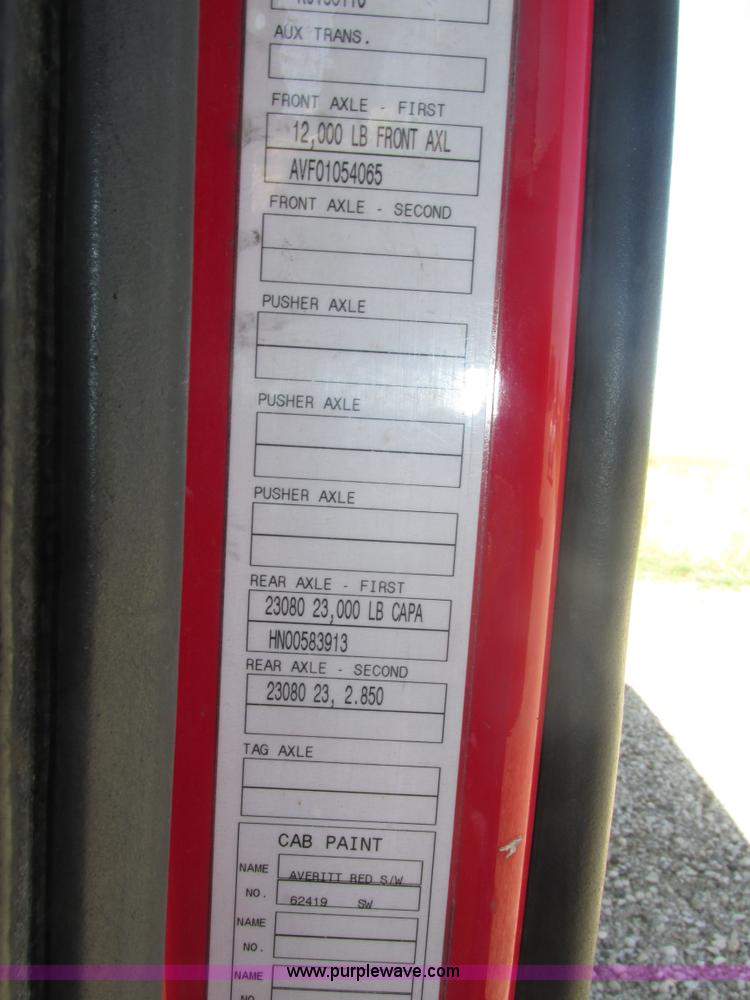 AUX TRANS.
FRONT AXLE - FIRST
12,000 LB FRONT AXL
AVF01054065
FRONT AXLE - SECOND
PUSHER AXLE
PUSHER AXLE
PUSHER AXLE
REAR AXLE - FIRST
23080 23,000 LB CAPA
HN00583913
REAR AXLE - SECOND
23080 23, 2.850
TAG AXLE
CAB PAINT
NAME AVERITT RED S/W
NO. 62419 SW
NAME
NO.
NAME
NO
www.purplewave.com